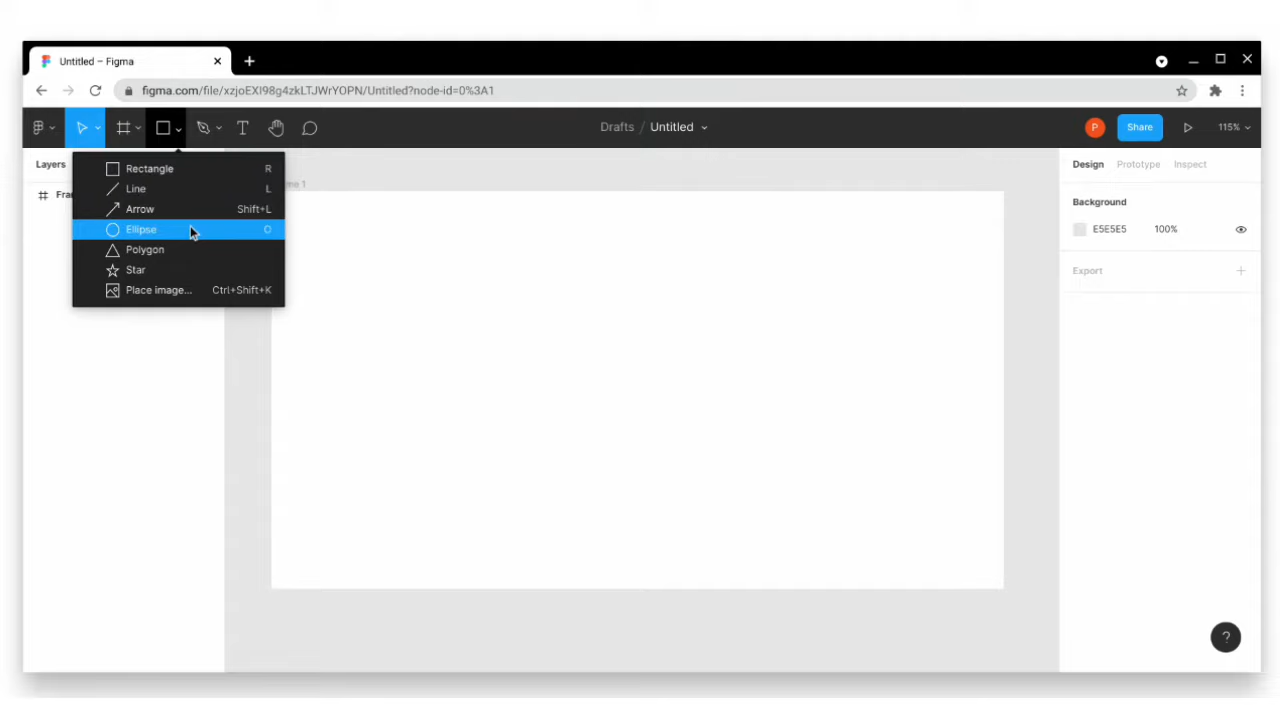 Untitled – Figma
figma.com/file/xzjoEXI98g4zkLTJWrYOPN/Untitled?node-id=0%3A1
Drafts / Untitled
P
Share
115%
Layers
Design Prototype Inspect
Rectangle R
Line L
Arrow Shift+L
Ellipse O
Polygon
Star
Place image... Ctrl+Shift+K
Background
E5E5E5 100%
Export
?